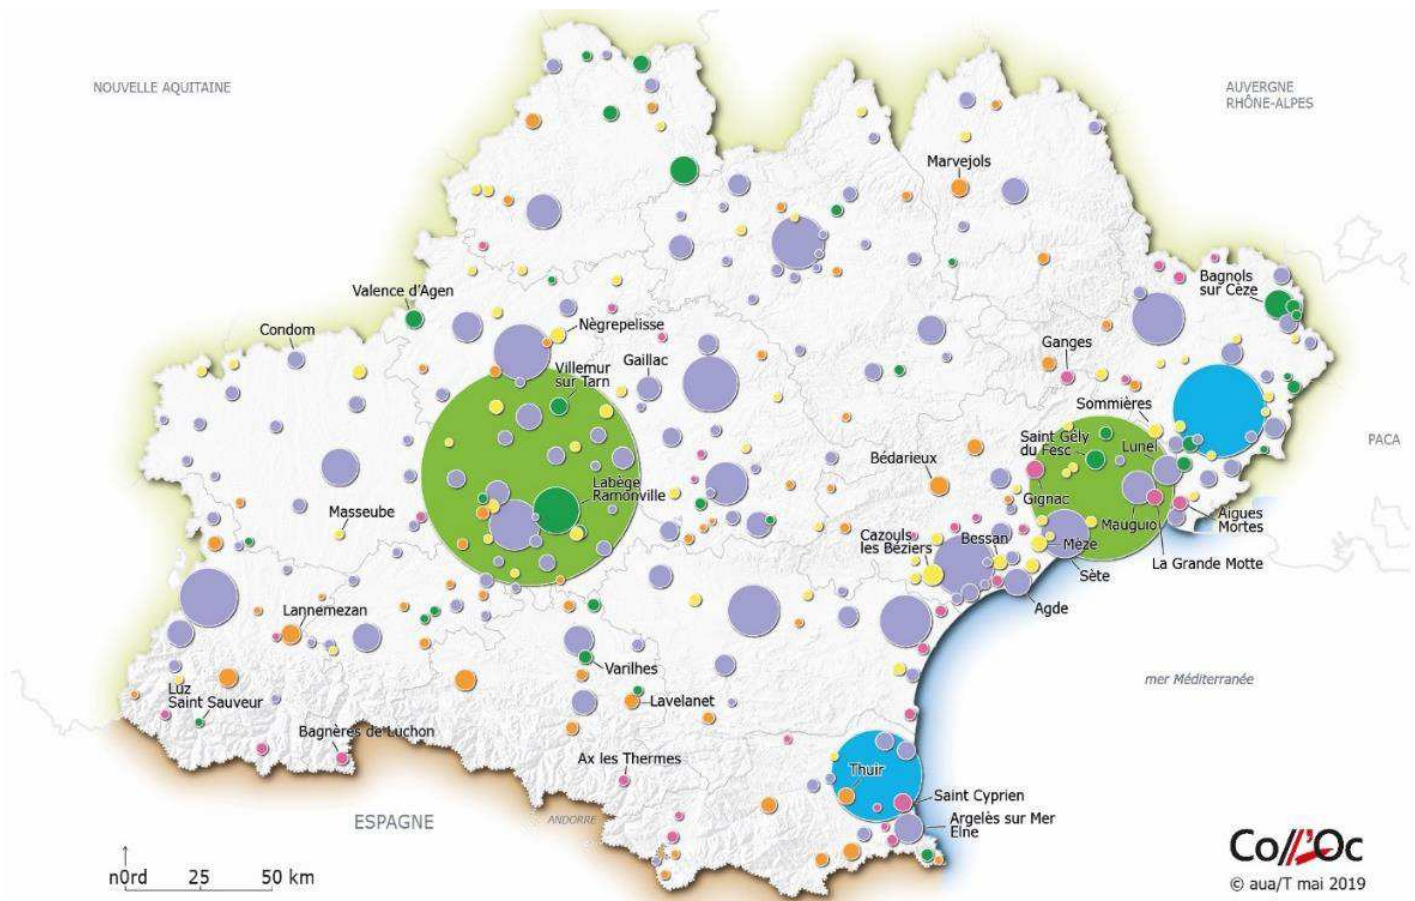 NOUVELLE AQUITAINE
AUVERGNE
RHÔNE-ALPES
Marvejols
Bagnols
sur Cèze
Valence d'Agen
Condom
Nègrepelisse
Gaillac
Villemur
sur Tarn
Ganges
Sommières
Saint Gély
du Fesc
Lunel
PACA
Bédarieux
Labège
Ramonville
Gignac
Mauguio
Aigues
Mortes
Masseube
Cazouls
les Béziers
Bessan
Mèze
La Grande Motte
Sète
Agde
Lannemezan
Varilhes
mer Méditerranée
Luz
Saint Sauveur
Lavelanet
Bagnères de Luchon
Ax les Thermes
Thuir
Saint Cyprien
ESPAGNE
ANDORRE
Argelès sur Mer
Elne
Co//'Oc
© aua/T mai 2019
nord 25 50 km